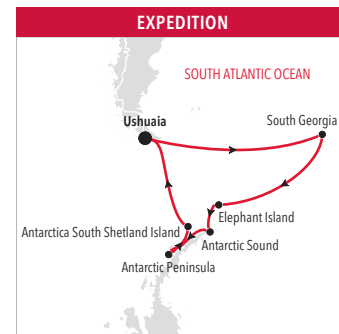 EXPEDITION
SOUTH ATLANTIC OCEAN
Ushuaia
South Georgia
Elephant Island
Antarctica South Shetland Island
Antarctic Sound
Antarctic Peninsula